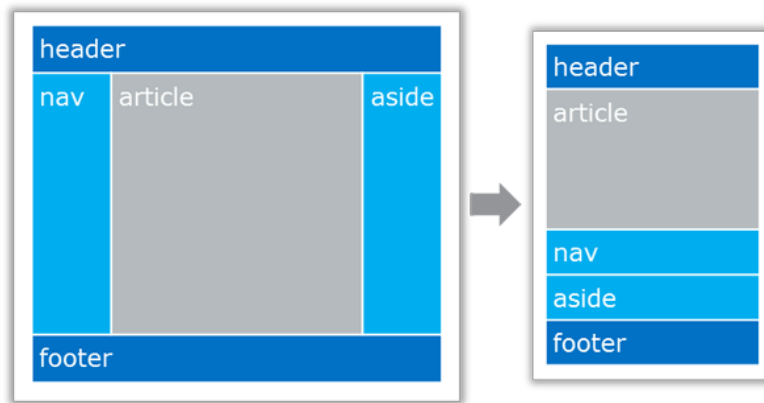 header
nav article aside
footer
header
article
nav
aside
footer